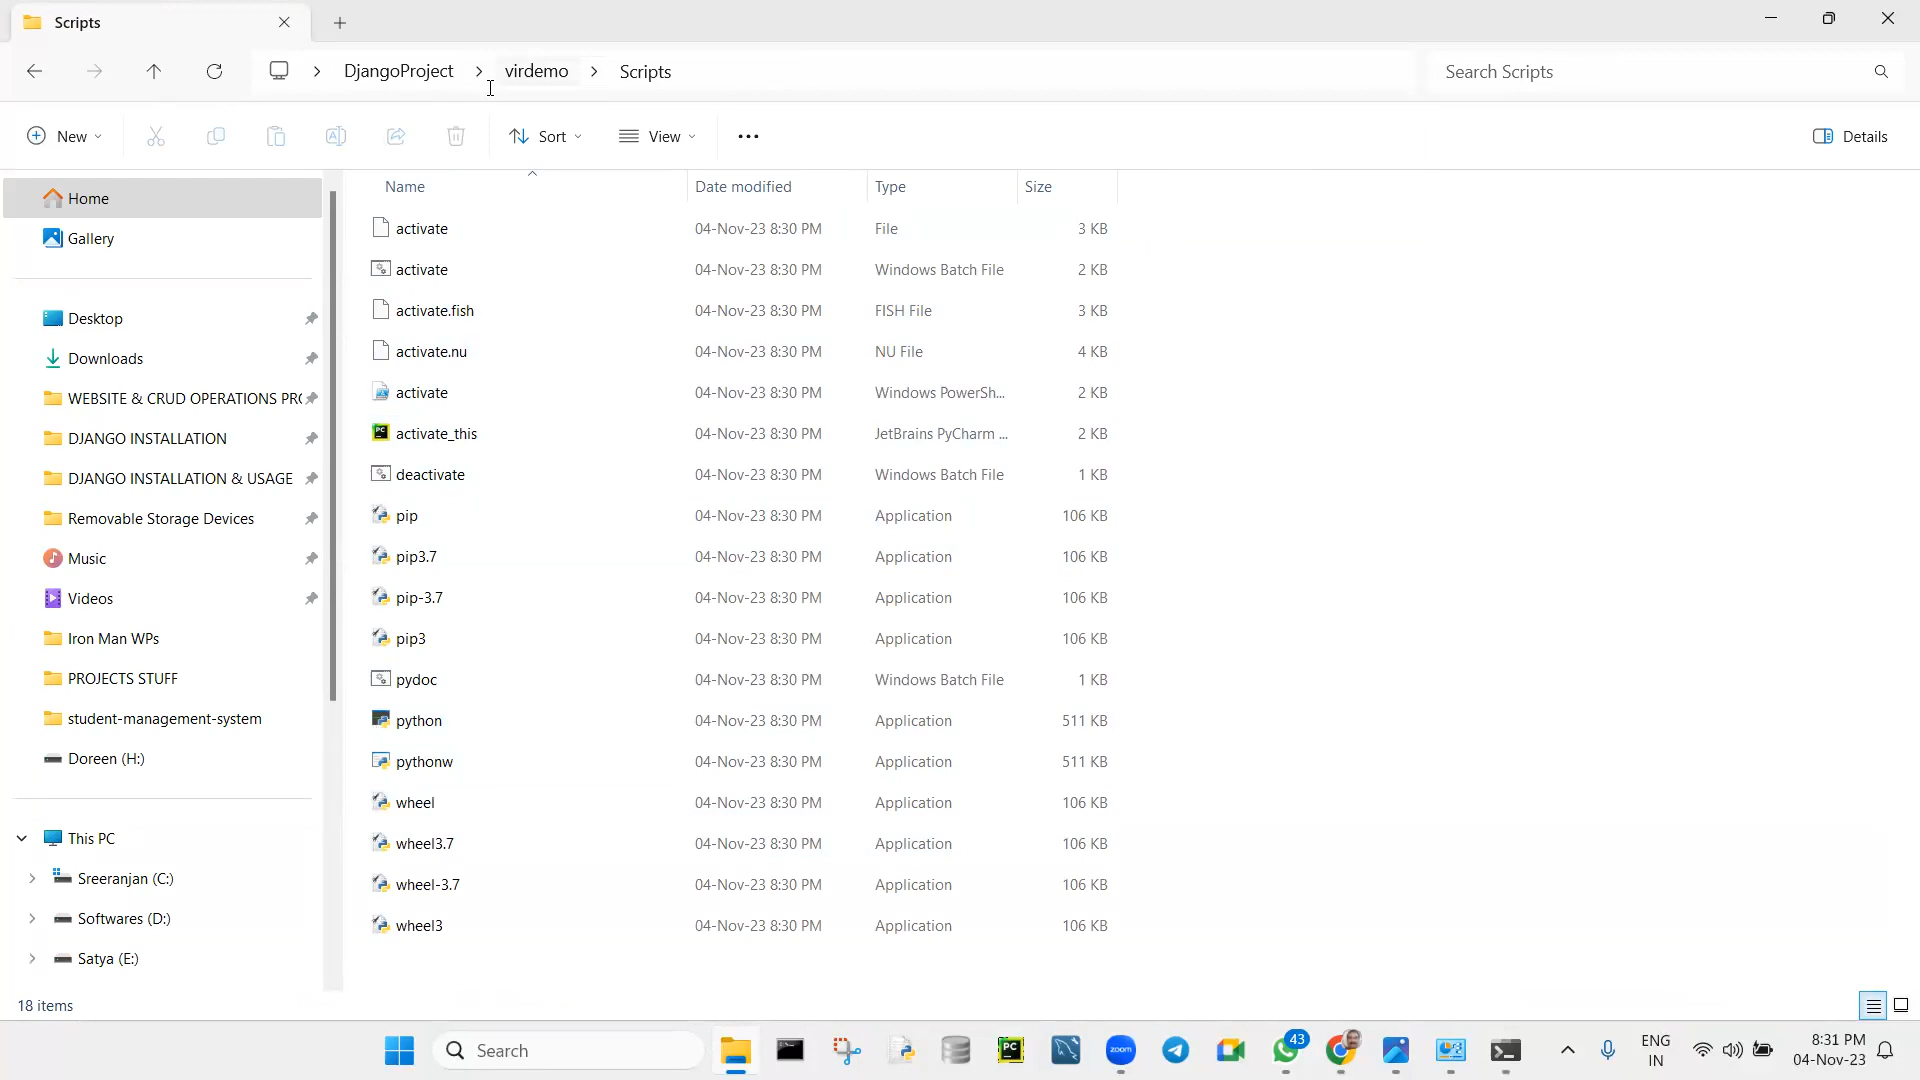 Scripts
DjangoProject
virdemo
Scripts
Search Scripts
New
Sort
View
Details
Home
Gallery
Desktop
Downloads
WEBSITE & CRUD OPERATIONS PR
DJANGO INSTALLATION
DJANGO INSTALLATION & USAGE
Removable Storage Devices
Music
Videos
Iron Man WPs
PROJECTS STUFF
student-management-system
Doreen (H:)
This PC
Sreeranjan (C:)
Softwares (D:)
Satya (E:)
Name Date modified Type Size
activate 04-Nov-23 8:30 PM File 3 KB
activate 04-Nov-23 8:30 PM Windows Batch File 2 KB
activate.fish 04-Nov-23 8:30 PM FISH File 3 KB
activate.nu 04-Nov-23 8:30 PM NU File 4 KB
activate 04-Nov-23 8:30 PM Windows PowerSh... 2 KB
activate_this 04-Nov-23 8:30 PM JetBrains PyCharm ... 2 KB
deactivate 04-Nov-23 8:30 PM Windows Batch File 1 KB
pip 04-Nov-23 8:30 PM Application 106 KB
pip3.7 04-Nov-23 8:30 PM Application 106 KB
pip-3.7 04-Nov-23 8:30 PM Application 106 KB
pip3 04-Nov-23 8:30 PM Application 106 KB
pydoc 04-Nov-23 8:30 PM Windows Batch File 1 KB
python 04-Nov-23 8:30 PM Application 511 KB
pythonw 04-Nov-23 8:30 PM Application 511 KB
wheel 04-Nov-23 8:30 PM Application 106 KB
wheel3.7 04-Nov-23 8:30 PM Application 106 KB
wheel-3.7 04-Nov-23 8:30 PM Application 106 KB
wheel3 04-Nov-23 8:30 PM Application 106 KB
18 items
Search
PC
zoom
43
ENG
IN
8:31 PM
04-Nov-23